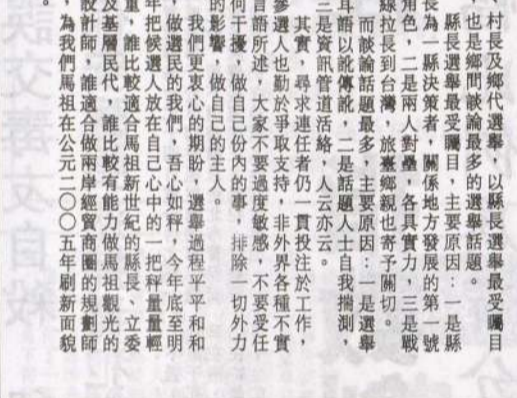 、村長及鄉代選舉，以縣長選舉最受矚目
，也是鄉間談論最多的選舉話題。
縣長選舉最受矚目，主要原因：一是縣
長為一縣決策者，關係地方發展的第一號
角色，二是兩人對壘，各具實力，三是戰
線拉長到台灣，旅臺鄉親也寄予關切。
而談論話題最多，主要原因：一是選舉
耳語以訛傳訛，二是話題人士自我揣測，
三是資訊管道活絡，人云亦云。
其實，尋求連任者仍一貫投注於工作，
參選人也勤於爭取支持，非外界各種不實
言語所述，大家不要過度敏感，不要受任
何干擾，做自己份內的事，排除一切外力
的影響，做自己的主人。
我們更衷心的期盼，選舉過程平平和和
，做選民的我們，吾心如秤，今年底至明
年把候選人放在自己心中的一把秤量量輕
重，誰比較適合馬祖新世紀的縣長、立委
及基層民代，誰比較有能力做馬祖觀光的
設計師，誰適合做兩岸經貿商圈的規劃師
，為我們馬祖在公元二〇〇五年刷新面貌
。